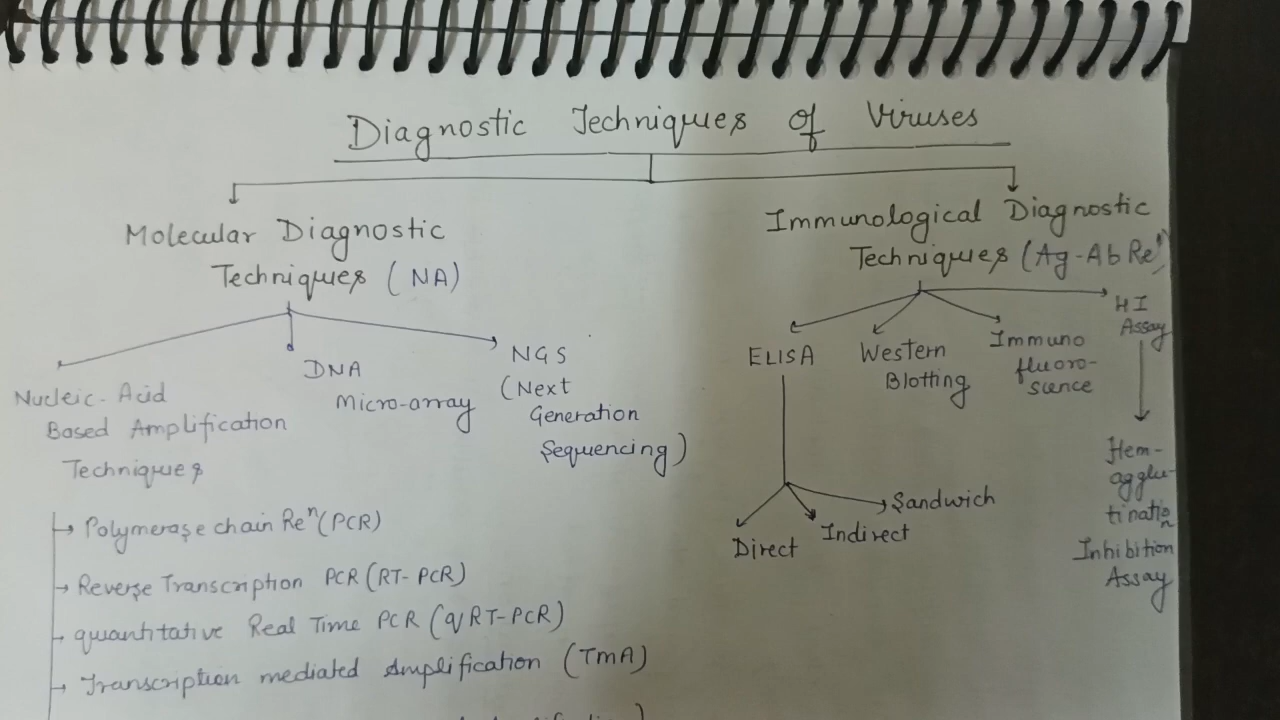 Diagnostic Techniques of Viruses
Molecular Diagnostic
Techniques (NA)
Nucleic-Acid
Based Amplification
Techniques
DNA
Micro-array
NGS
(Next
Generation
Sequencing)
→ Polymerase chain Reⁿ (PCR)
→ Reverse Transcription PCR (RT-PCR)
→ quantitative Real Time PCR (qRT-PCR)
→ Transcription mediated Amplification (TMA)
Immunological Diagnostic
Techniques (Ag-Ab Reⁿ)
ELISA
Western
Blotting
Immuno
fluoro-
scence
HI
Assay
Direct
Indirect
Sandwich
Hem-
agglu-
tination
Inhibition
Assay